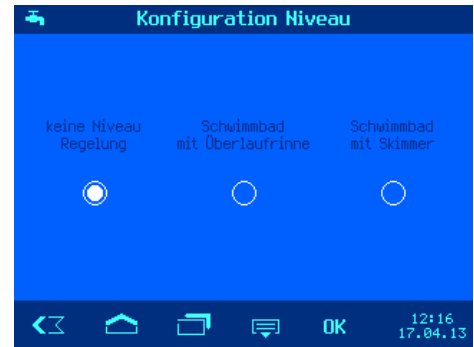 Konfiguration Niveau
keine Niveau
Regelung
Schwimmbad
mit Überlaufrinne
Schwimmbad
mit Skimmer
OK
12:16
17.04.13